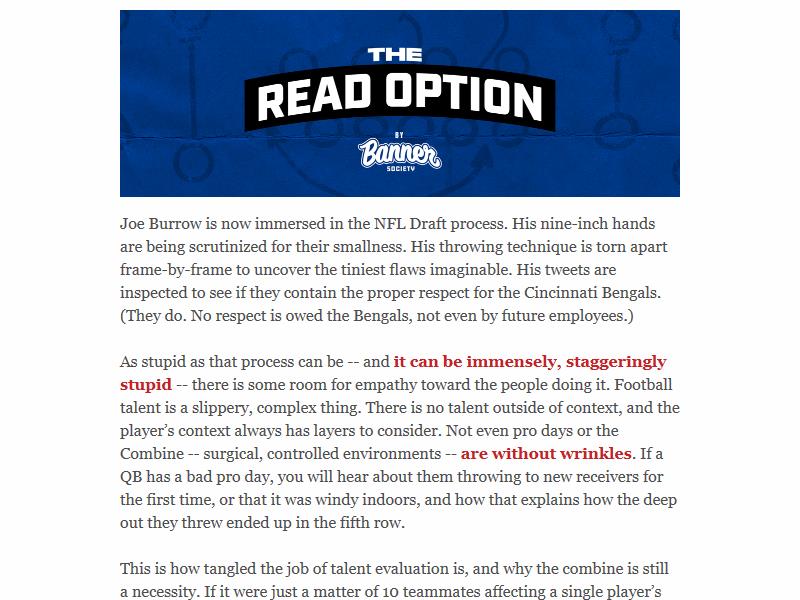 THE
READ OPTION
BY
Banner
SOCIETY
Joe Burrow is now immersed in the NFL Draft process. His nine-inch hands
are being scrutinized for their smallness. His throwing technique is torn apart
frame-by-frame to uncover the tiniest flaws imaginable. His tweets are
inspected to see if they contain the proper respect for the Cincinnati Bengals.
(They do. No respect is owed the Bengals, not even by future employees.)
As stupid as that process can be -- and it can be immensely, staggeringly
stupid -- there is some room for empathy toward the people doing it. Football
talent is a slippery, complex thing. There is no talent outside of context, and the
player’s context always has layers to consider. Not even pro days or the
Combine -- surgical, controlled environments -- are without wrinkles. If a
QB has a bad pro day, you will hear about them throwing to new receivers for
the first time, or that it was windy indoors, and how that explains how the deep
out they threw ended up in the fifth row.
This is how tangled the job of talent evaluation is, and why the combine is still
a necessity. If it were just a matter of 10 teammates affecting a single player’s